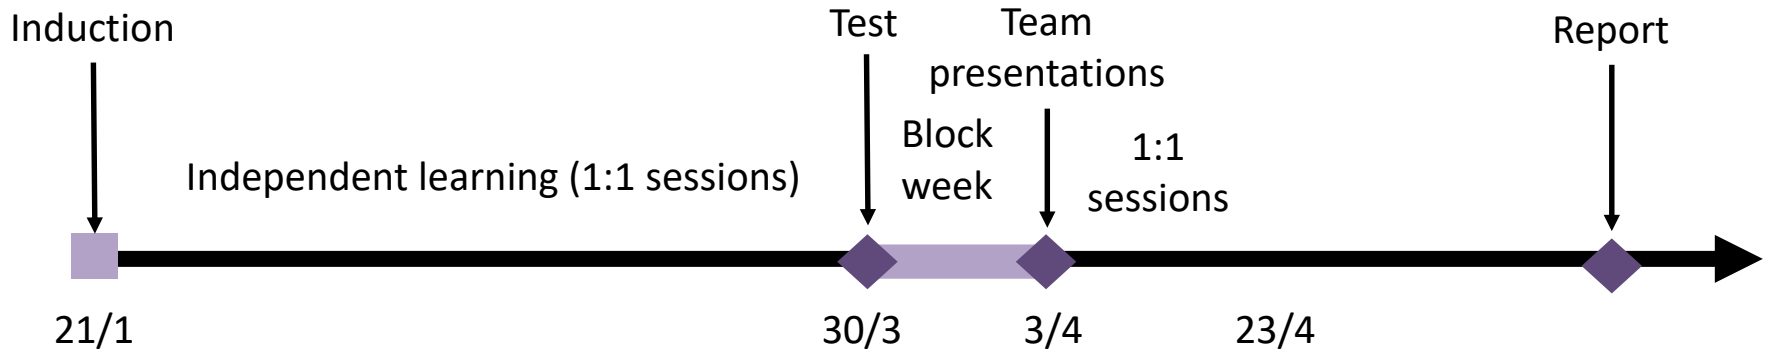 Induction
Test
Team
presentations
Report
Block
week
1:1
sessions
Independent learning (1:1 sessions)
21/1
30/3
3/4
23/4